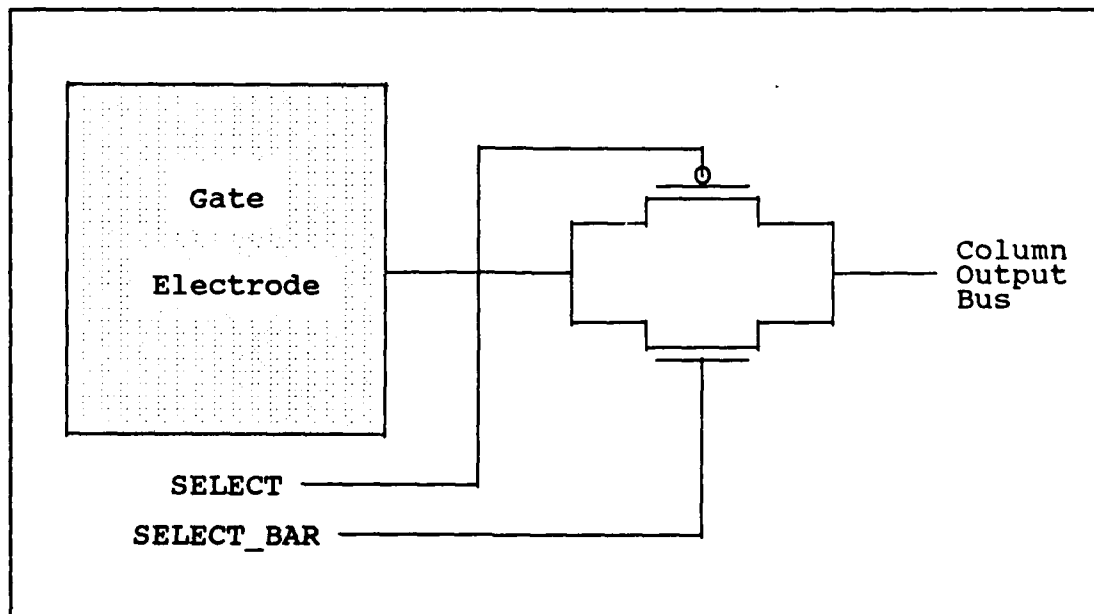 Gate
Electrode
Column
Output
Bus
SELECT
SELECT_BAR